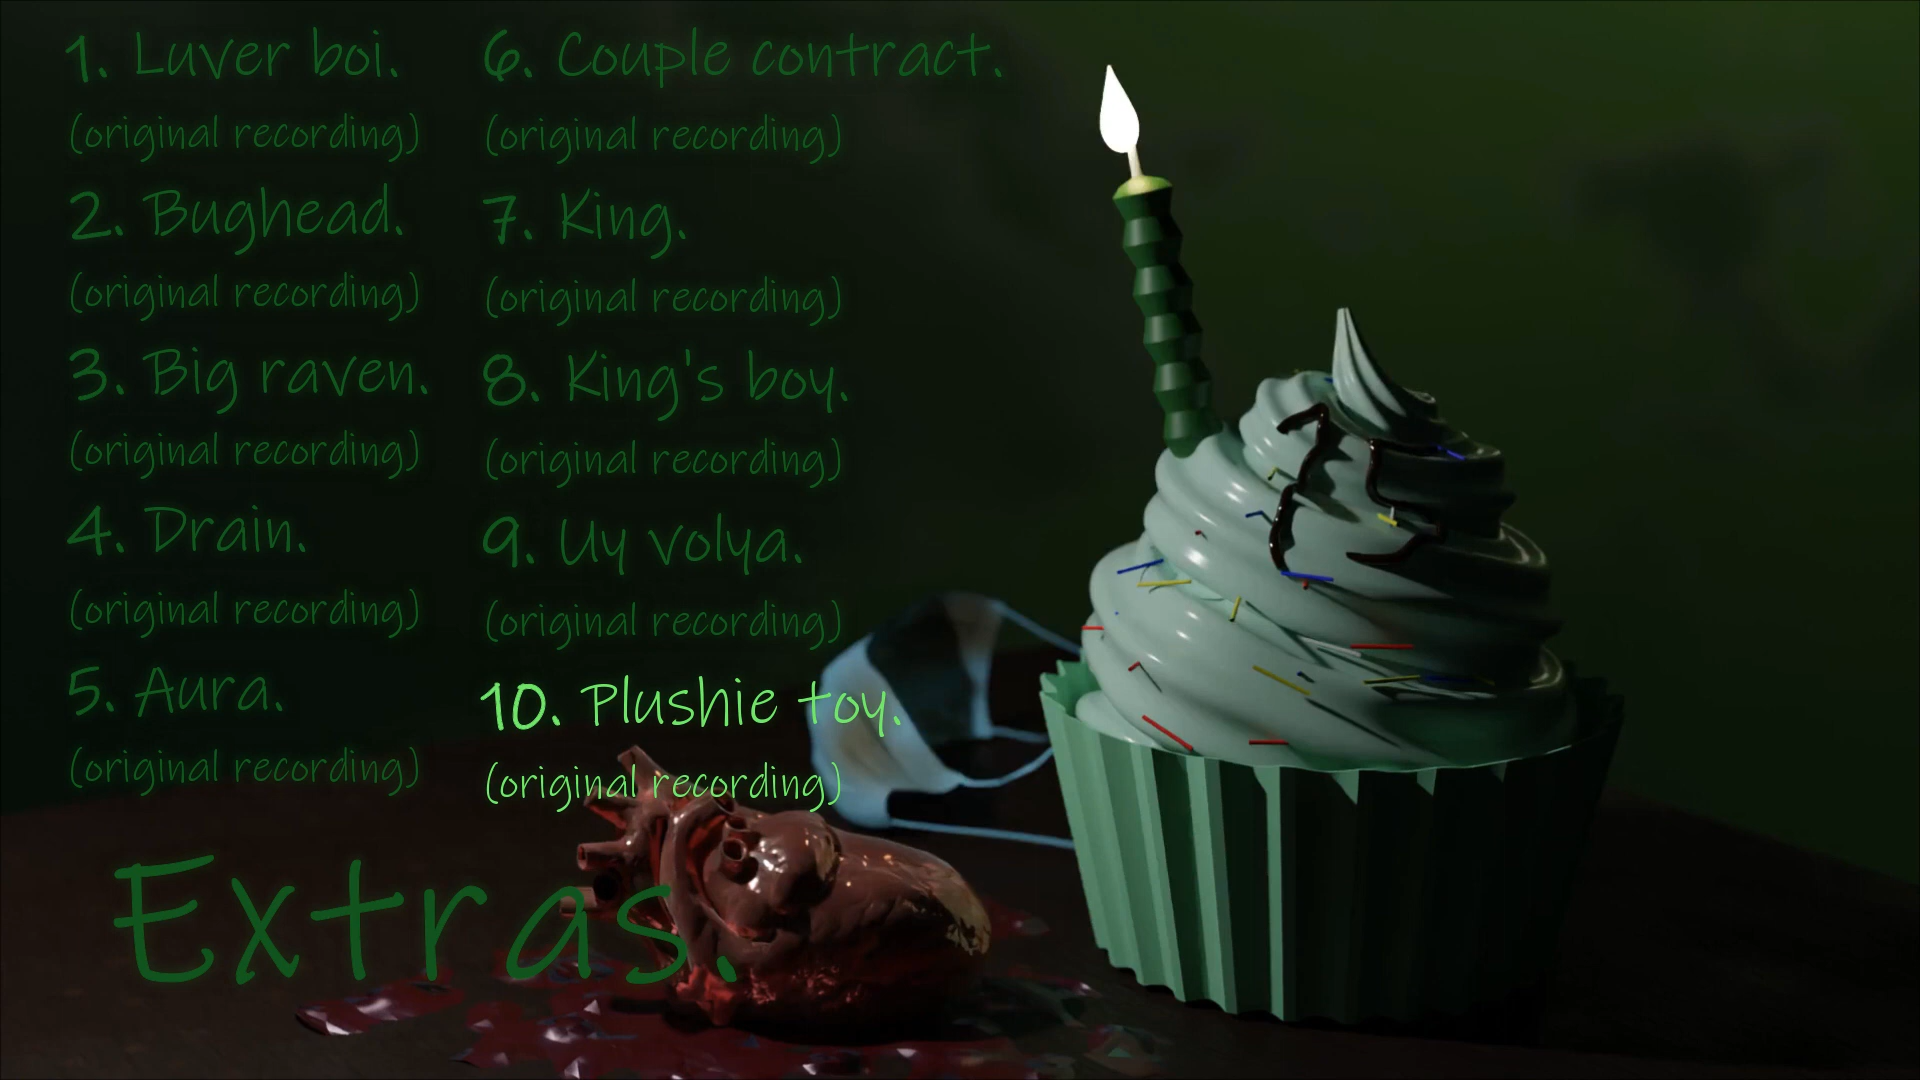 1. Luver boi.
(original recording)
2. Bughead.
(original recording)
3. Big raven.
(original recording)
4. Drain.
(original recording)
5. Aura.
(original recording)
6. Couple contract.
(original recording)
7. King.
(original recording)
8. King's boy.
(original recording)
9. Uy volya.
(original recording)
10. Plushie toy.
(original recording)
Extras.